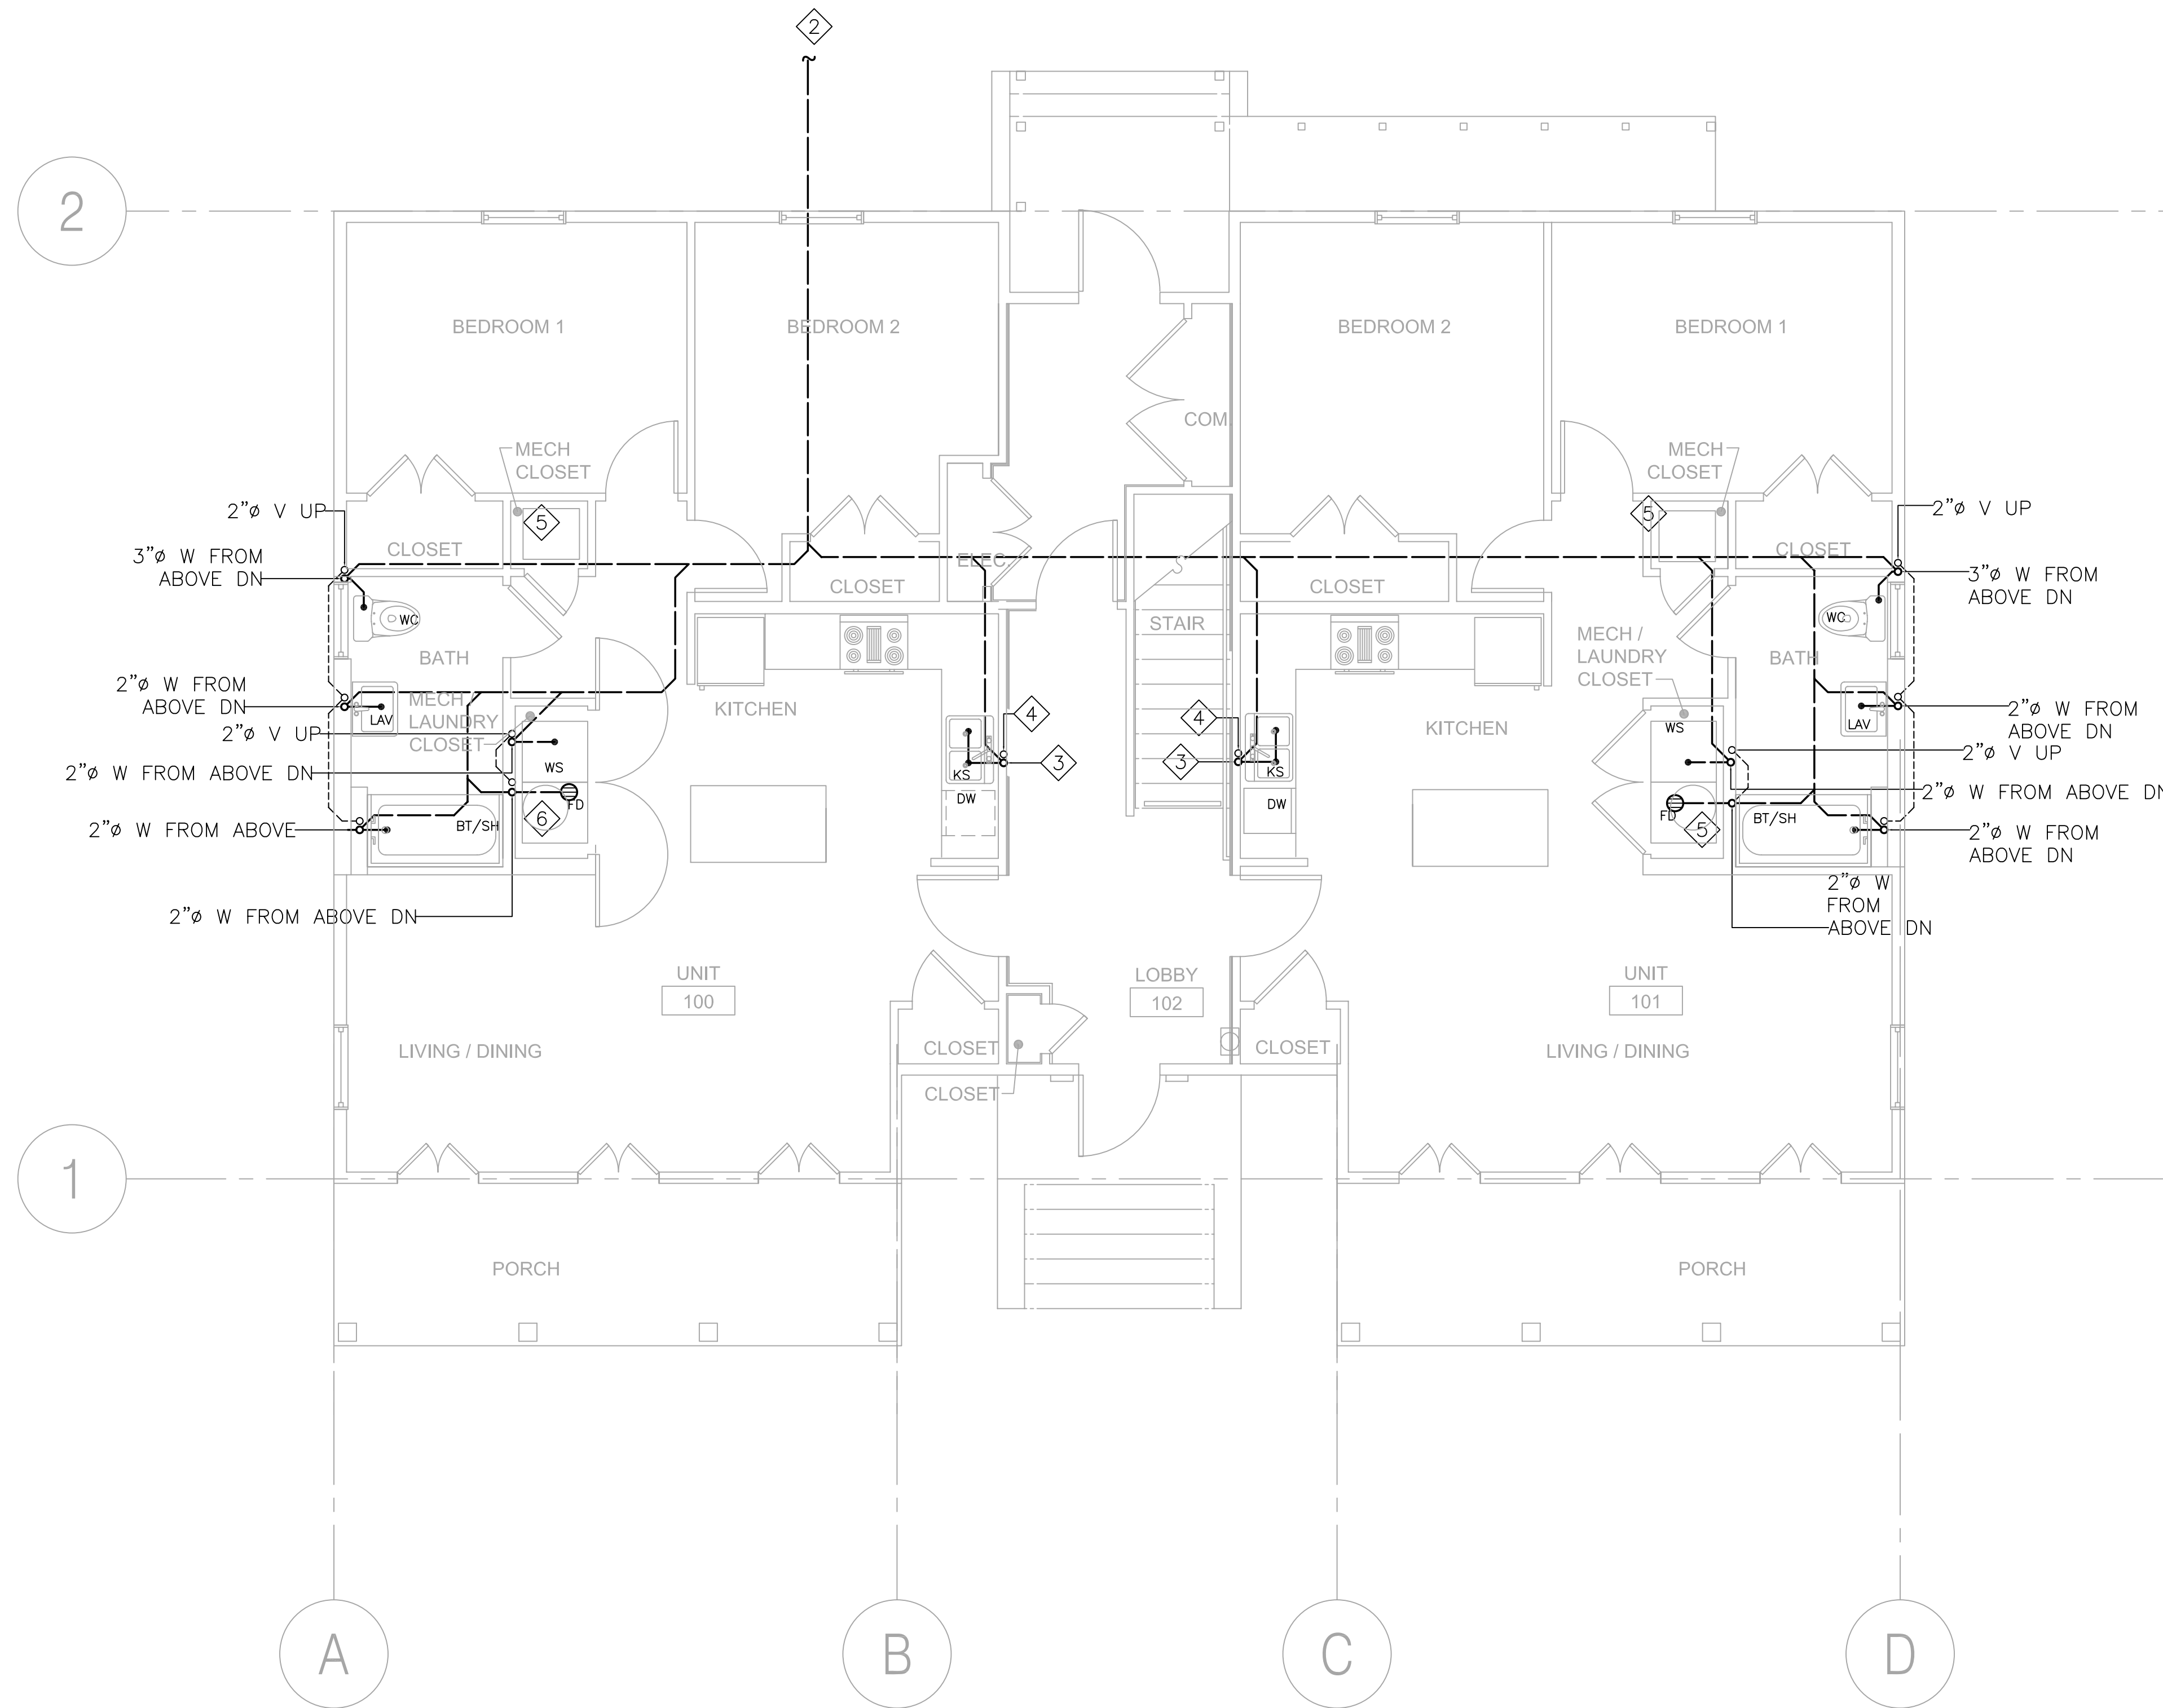 2
2
BEDROOM 1
BEDROOM 2
BEDROOM 2
BEDROOM 1
COM.
MECH
CLOSET
MECH
CLOSET
5
5
2"ø V UP
2"ø V UP
3"ø W FROM
ABOVE DN
3"ø W FROM
ABOVE DN
CLOSET
CLOSET
ELEC.
CLOSET
CLOSET
WC
WC
STAIR
BATH
BATH
MECH /
LAUNDRY
CLOSET
2"ø W FROM
ABOVE DN
2"ø W FROM
ABOVE DN
LAV
LAV
MECH
LAUNDRY
CLOSET
KITCHEN
KITCHEN
4
4
3
3
2"ø V UP
2"ø V UP
WS
WS
KS
KS
DW
DW
2"ø W FROM ABOVE DN
2"ø W FROM ABOVE DN
FD
FD
6
5
BT/SH
BT/SH
2"ø W FROM ABOVE
2"ø W FROM
ABOVE DN
2"ø W FROM ABOVE DN
2"ø W
FROM
ABOVE DN
UNIT
100
LOBBY
102
UNIT
101
LIVING / DINING
CLOSET
CLOSET
LIVING / DINING
CLOSET
1
PORCH
PORCH
A
B
C
D